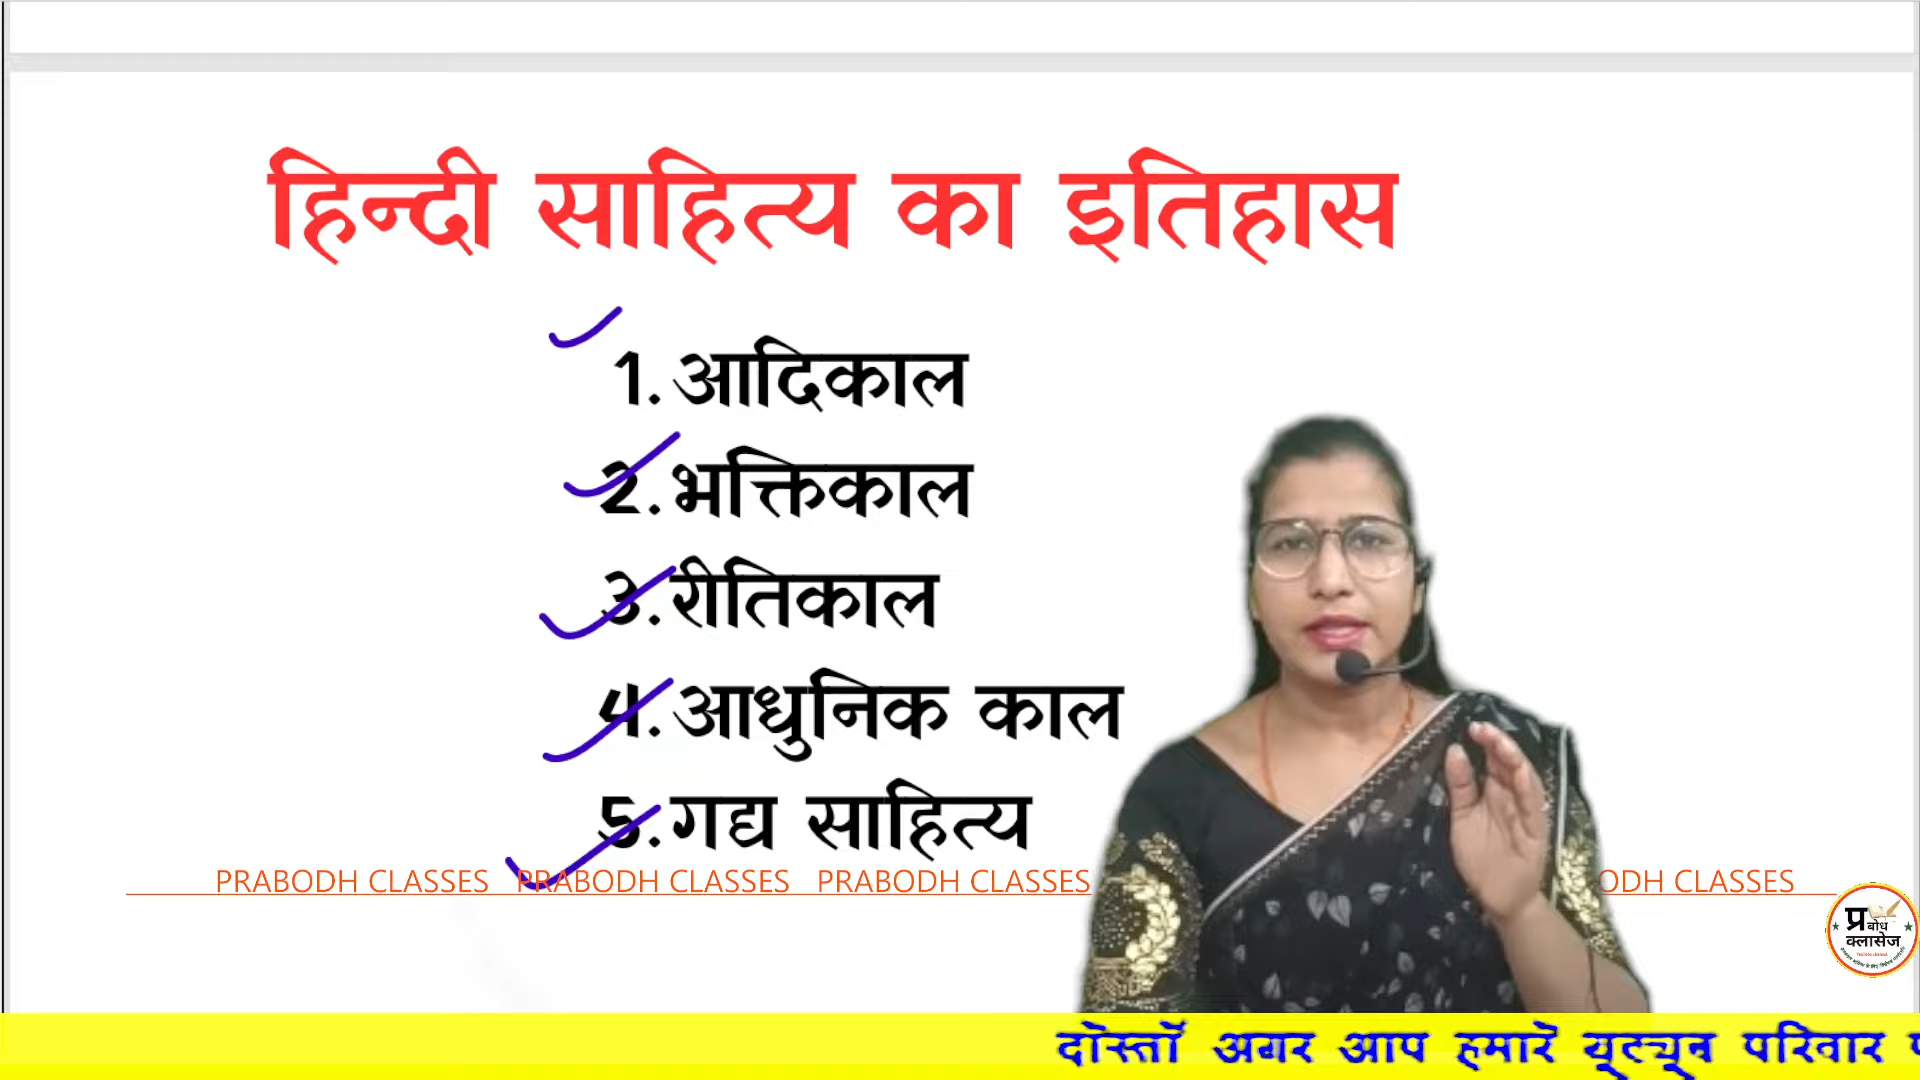 हिन्दी साहित्य का इतिहास
1. आदिकाल
2. भक्तिकाल
3. रीतिकाल
4. आधुनिक काल
5. गद्य साहित्य
PRABODH CLASSES PRABODH CLASSES PRABODH CLASSES ODH CLASSES
प्र
बोध
क्लासेज
दोस्तों अगर आप हमारे यूट्यूब परिवार